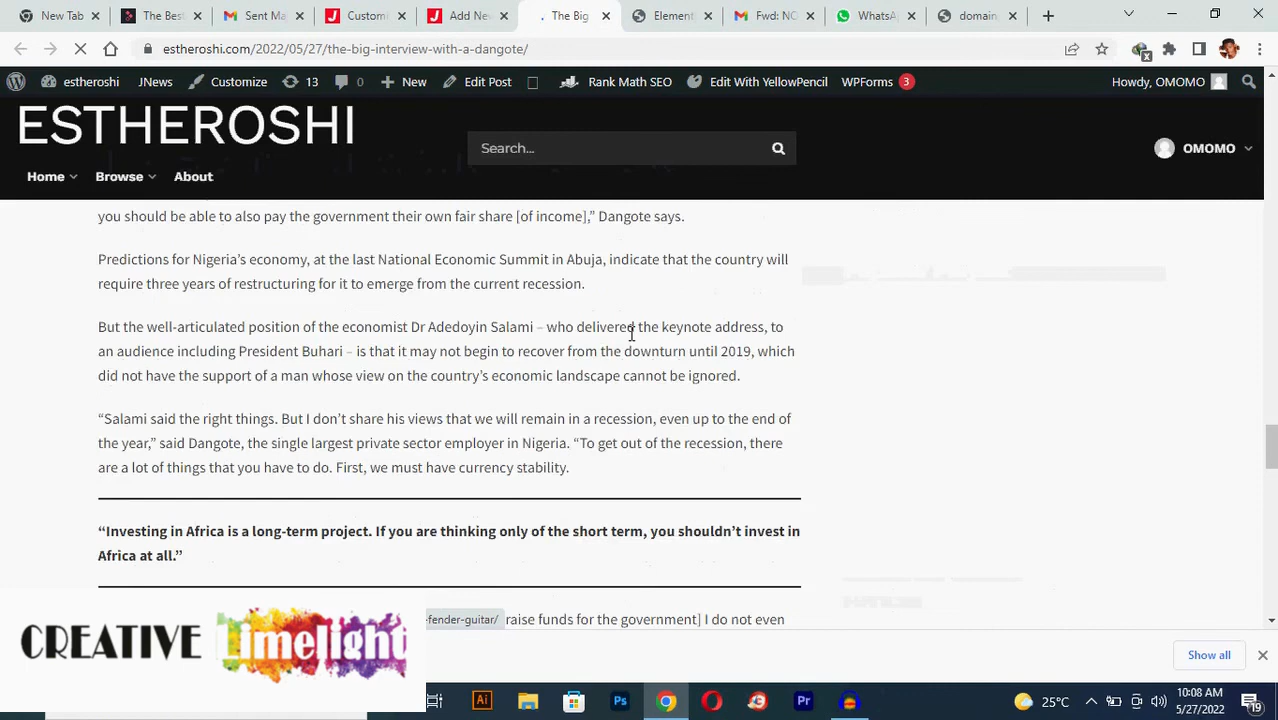 New Tab
The Best
Sent Ma
Customi
Add New
The Big
Element
Fwd: NC
WhatsA
domain
estheroshi.com/2022/05/27/the-big-interview-with-a-dangote/
estheroshi JNews Customize 13 0 New Edit Post Rank Math SEO Edit With YellowPencil WPForms 3 Howdy, OMOMO
ESTHEROSHI
Search...
OMOMO
Home Browse About
you should be able to also pay the government their own fair share [of income],” Dangote says.
Predictions for Nigeria’s economy, at the last National Economic Summit in Abuja, indicate that the country will
require three years of restructuring for it to emerge from the current recession.
But the well-articulated position of the economist Dr Adedoyin Salami – who delivered the keynote address, to
an audience including President Buhari – is that it may not begin to recover from the downturn until 2019, which
did not have the support of a man whose view on the country’s economic landscape cannot be ignored.
“Salami said the right things. But I don’t share his views that we will remain in a recession, even up to the end of
the year,” said Dangote, the single largest private sector employer in Nigeria. “To get out of the recession, there
are a lot of things that you have to do. First, we must have currency stability.
“Investing in Africa is a long-term project. If you are thinking only of the short term, you shouldn’t invest in
Africa at all.”
-fender-guitar/ raise funds for the government] I do not even
CREATIVE Limelight
Show all
Ai
Ps
Pr
25°C
10:08 AM
5/27/2022
19